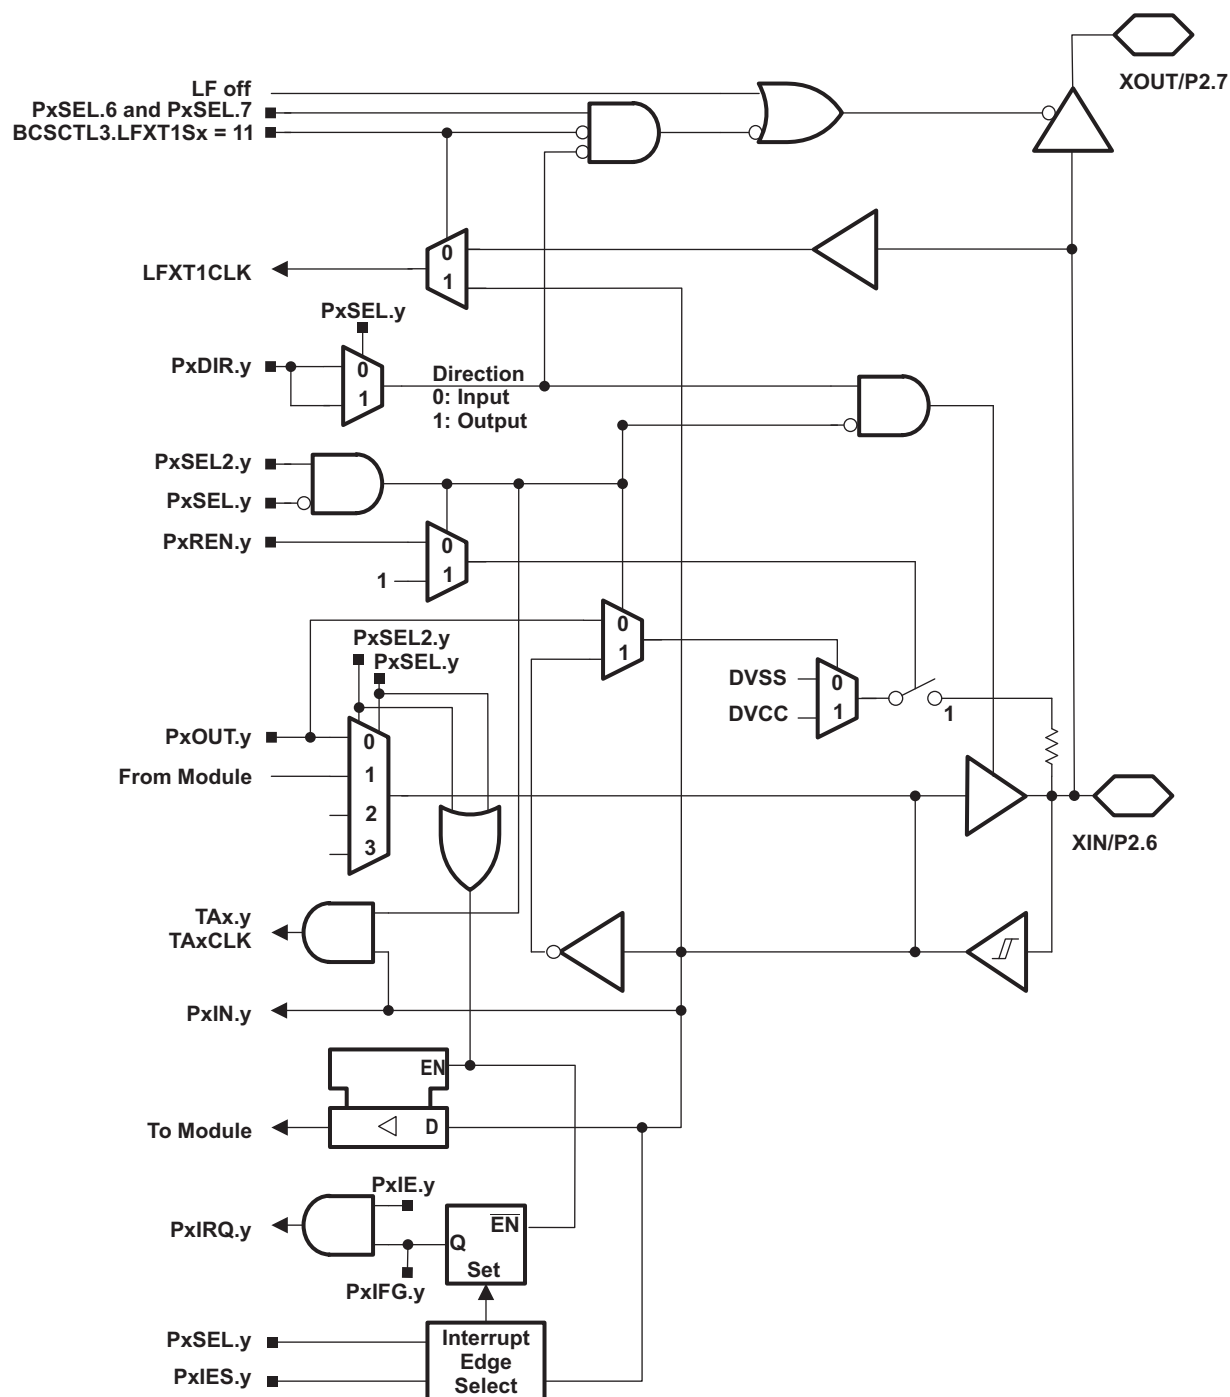 XOUT/P2.7
LF off
PxSEL.6 and PxSEL.7
BCSCTL3.LFXT1Sx = 11
0
LFXT1CLK
1
PxSEL.y
PxDIR.y
0
1
Direction
0: Input
1: Output
PxSEL2.y
PxSEL.y
PxREN.y
0
1
1
0
1
PxSEL2.y
PxSEL.y
DVSS
0
DVCC
1
1
PxOUT.y
0
From Module
1
2
3
XIN/P2.6
TAx.y
TAxCLK
PxIN.y
EN
To Module
D
PxIE.y
PxIRQ.y
EN
Q
Set
PxIFG.y
PxSEL.y
PxIES.y
Interrupt
Edge
Select